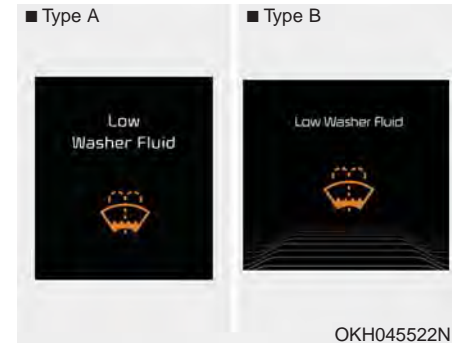 ■ Type A
■ Type B
Low
Washer Fluid
Low Washer Fluid
OKH045522N